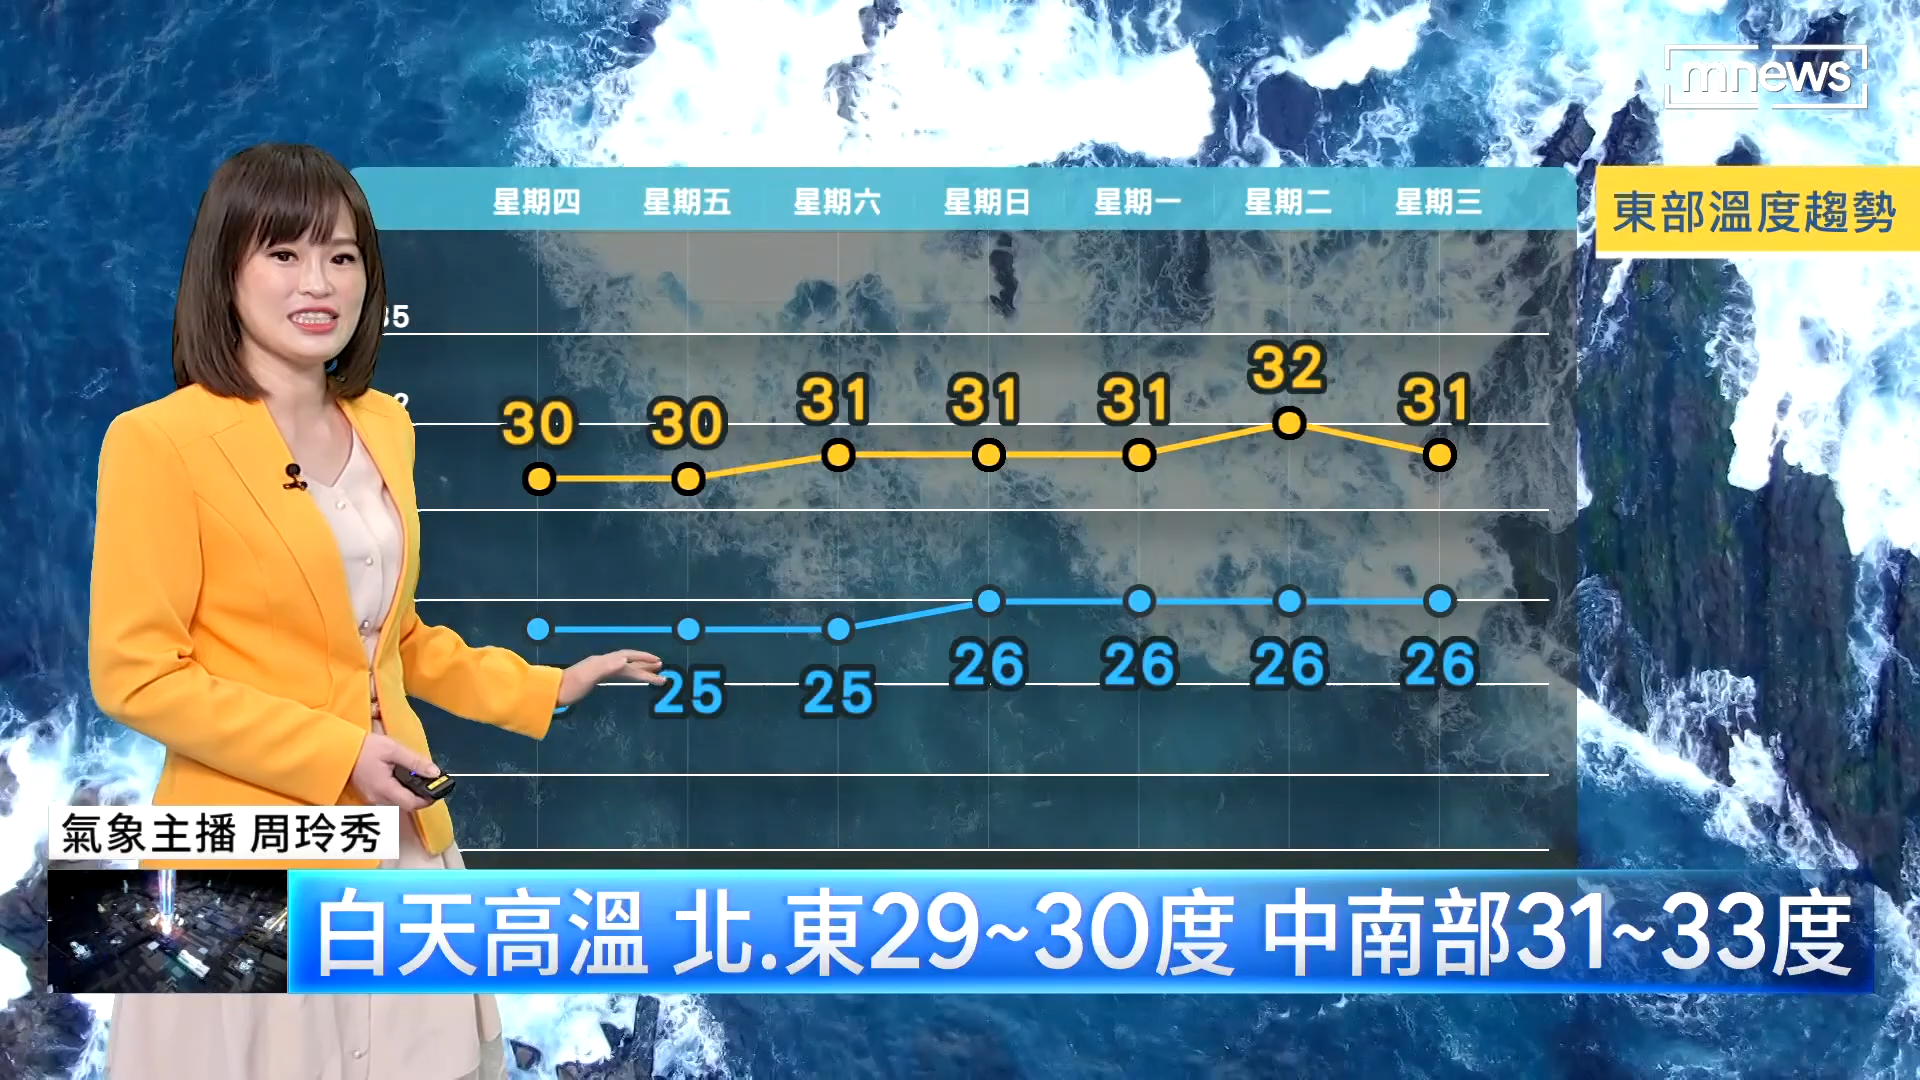 mnews
東部溫度趨勢
星期四 星期五 星期六 星期日 星期一 星期二 星期三
35
30 30 31 31 31 32 31
25 25 26 26 26 26
氣象主播 周玲秀
白天高溫 北.東29~30度 中南部31~33度